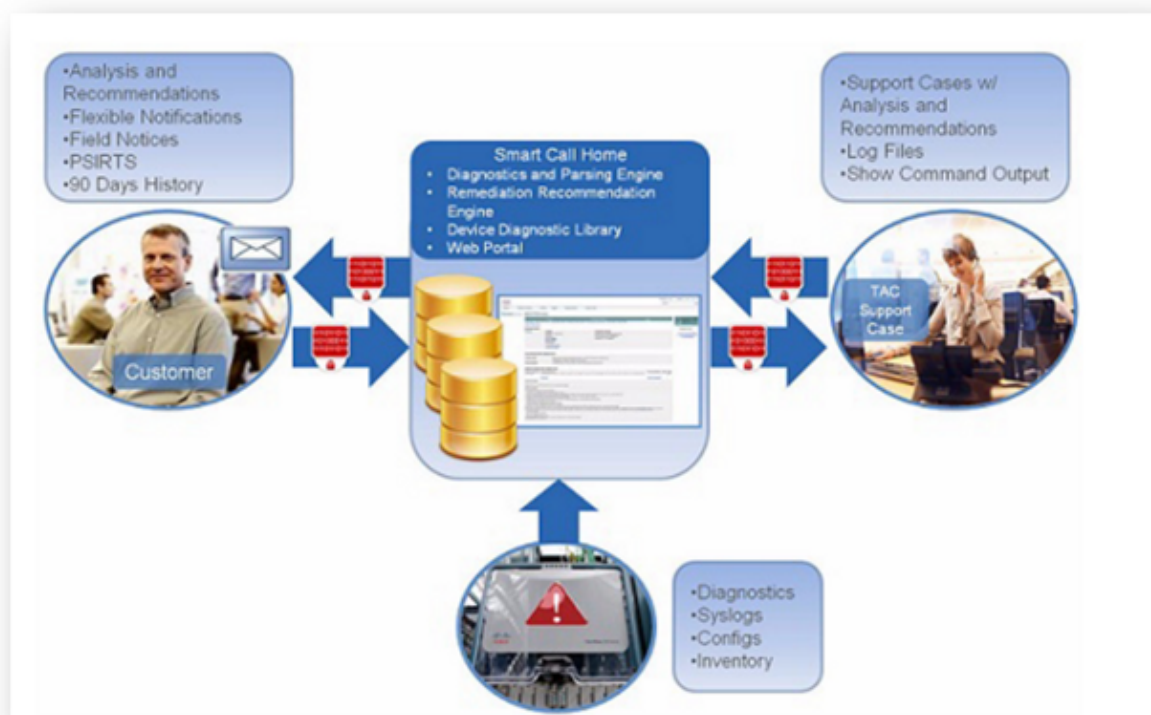 •Analysis and
Recommendations
•Flexible Notifications
•Field Notices
•PSIRTS
•90 Days History
Smart Call Home
• Diagnostics and Parsing Engine
• Remediation Recommendation
Engine
• Device Diagnostic Library
• Web Portal
•Support Cases w/
Analysis and
Recommendations
•Log Files
•Show Command Output
Customer
TAC
Support
Case
•Diagnostics
•Syslogs
•Configs
•Inventory